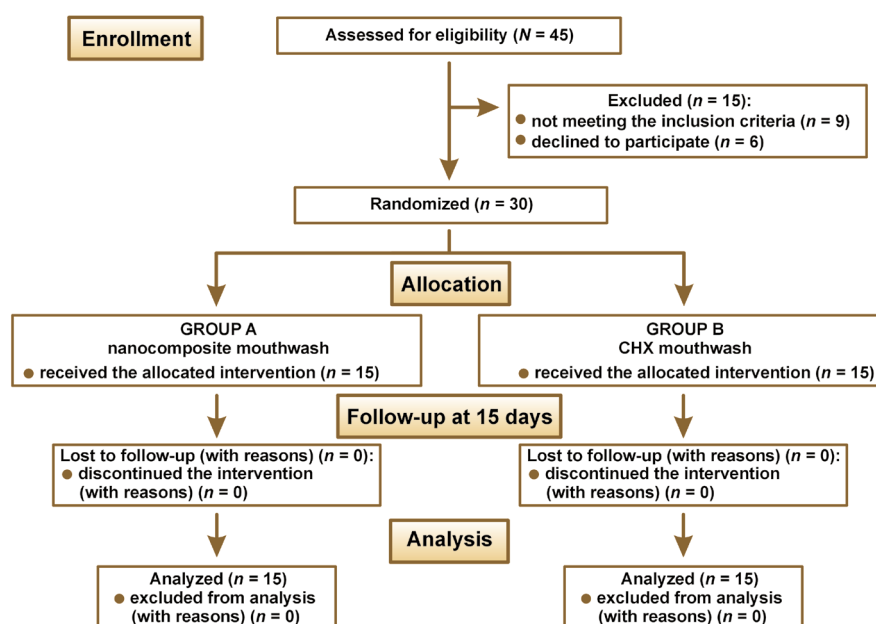 Enrollment
Assessed for eligibility (N = 45)
Excluded (n = 15):
● not meeting the inclusion criteria (n = 9)
● declined to participate (n = 6)
Randomized (n = 30)
Allocation
GROUP A
nanocomposite mouthwash
● received the allocated intervention (n = 15)
GROUP B
CHX mouthwash
● received the allocated intervention (n = 15)
Follow-up at 15 days
Lost to follow-up (with reasons) (n = 0):
● discontinued the intervention
(with reasons) (n = 0)
Lost to follow-up (with reasons) (n = 0):
● discontinued the intervention
(with reasons) (n = 0)
Analysis
Analyzed (n = 15)
● excluded from analysis
(with reasons) (n = 0)
Analyzed (n = 15)
● excluded from analysis
(with reasons) (n = 0)